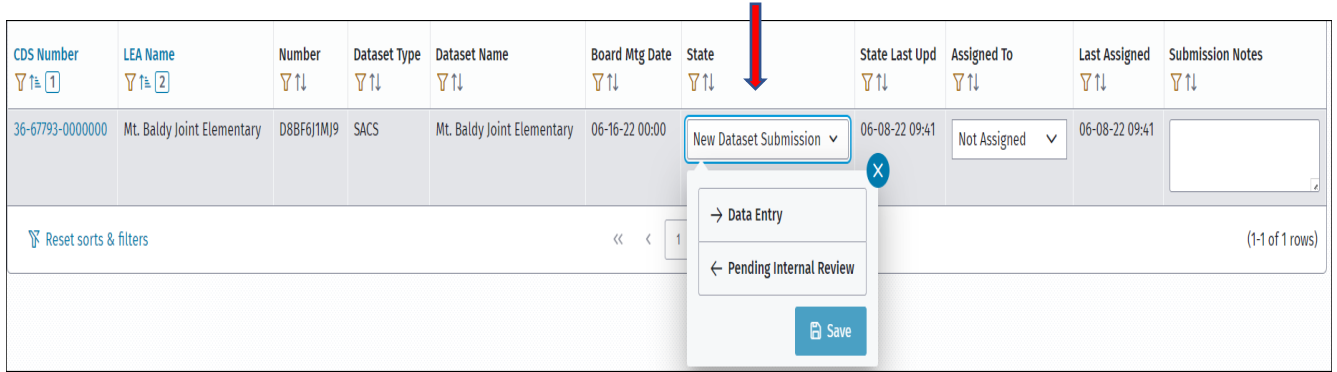 CDS Number LEA Name Number Dataset Type Dataset Name Board Mtg Date State State Last Upd Assigned To Last Assigned Submission Notes
1 2
36-67793-0000000 Mt. Baldy Joint Elementary D8BF6J1MJ9 SACS Mt. Baldy Joint Elementary 06-16-22 00:00 New Dataset Submission 06-08-22 09:41 Not Assigned 06-08-22 09:41
→ Data Entry
Reset sorts & filters « ‹ 1 (1-1 of 1 rows)
← Pending Internal Review
Save